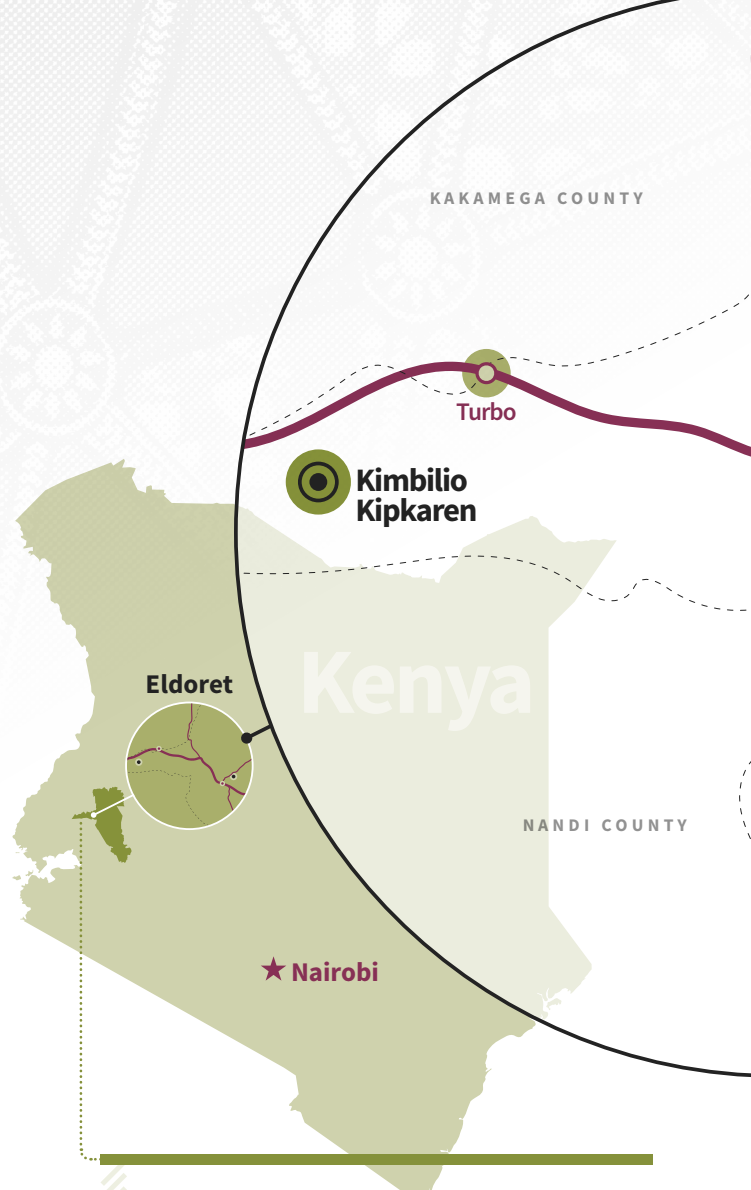 KAKAMEGA COUNTY
Turbo
Kimbilio
Kipkaren
Kenya
Eldoret
NANDI COUNTY
Nairobi